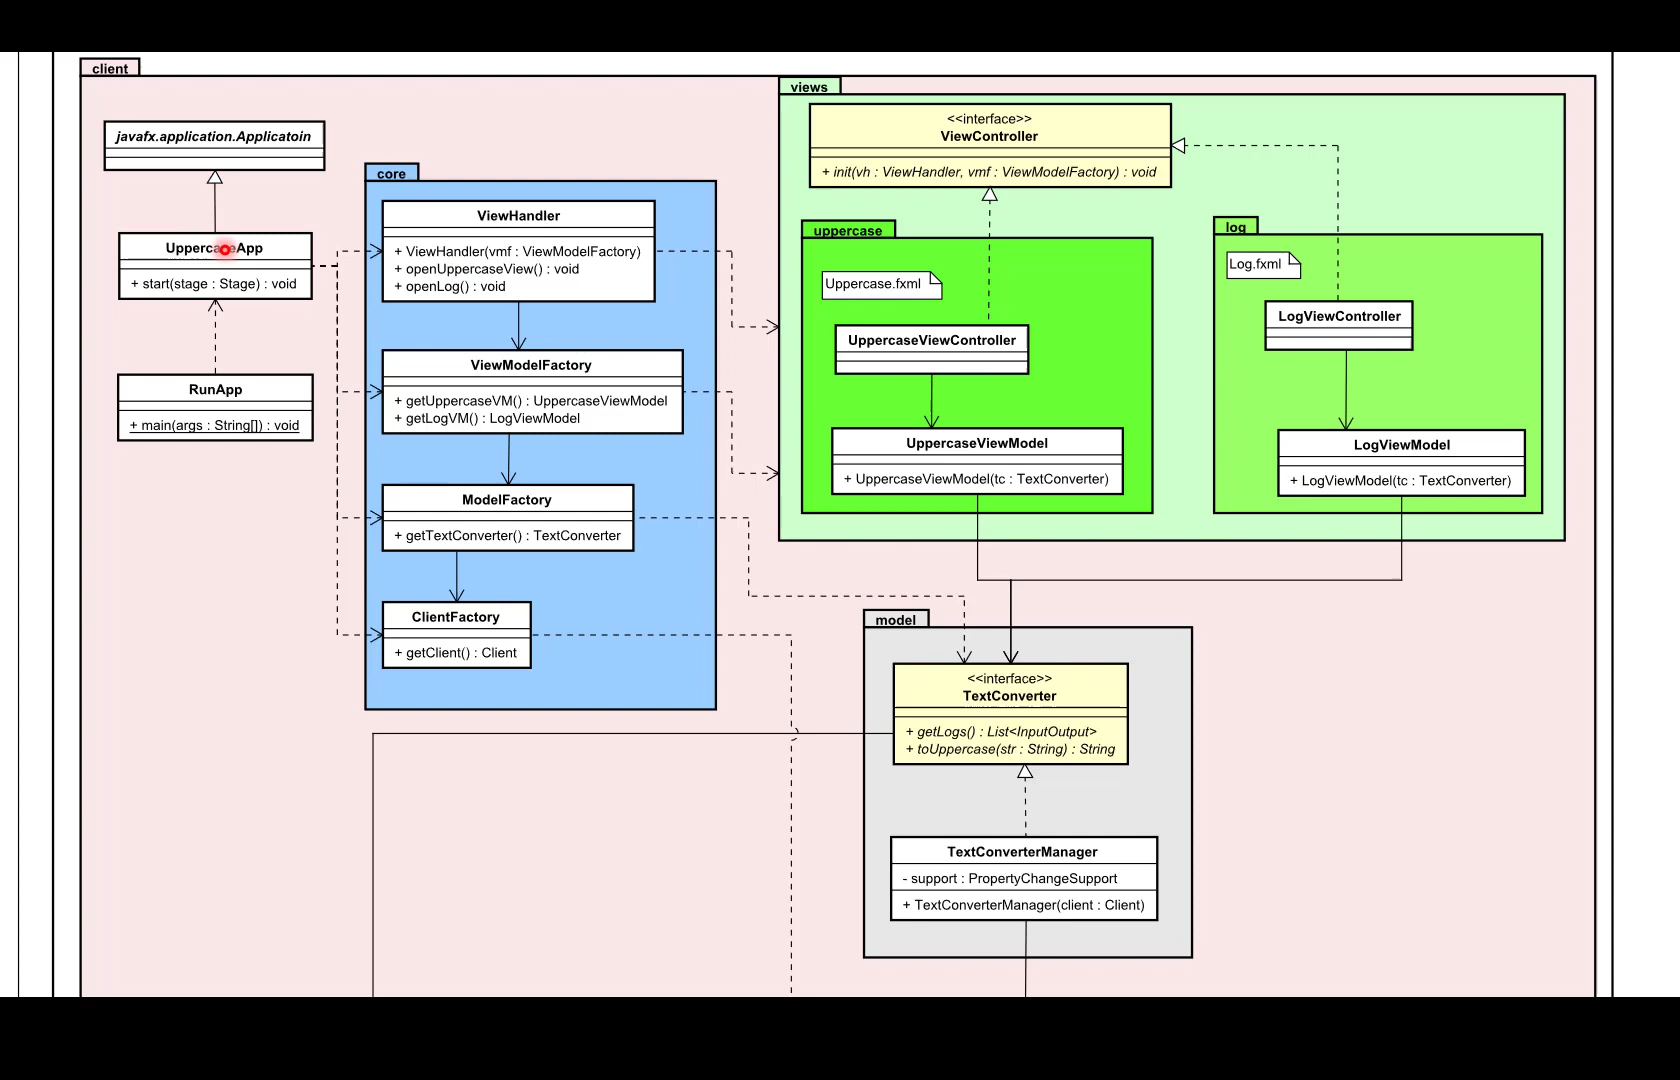 client
javafx.application.Applicatoin
UppercaseApp
+ start(stage : Stage) : void
RunApp
+ main(args : String[]) : void
core
ViewHandler
+ ViewHandler(vmf : ViewModelFactory)
+ openUppercaseView() : void
+ openLog() : void
ViewModelFactory
+ getUppercaseVM() : UppercaseViewModel
+ getLogVM() : LogViewModel
ModelFactory
+ getTextConverter() : TextConverter
ClientFactory
+ getClient() : Client
views
<<interface>>
ViewController
+ init(vh : ViewHandler, vmf : ViewModelFactory) : void
uppercase
Uppercase.fxml
UppercaseViewController
UppercaseViewModel
+ UppercaseViewModel(tc : TextConverter)
log
Log.fxml
LogViewController
LogViewModel
+ LogViewModel(tc : TextConverter)
model
<<interface>>
TextConverter
+ getLogs() : List<InputOutput>
+ toUppercase(str : String) : String
TextConverterManager
- support : PropertyChangeSupport
+ TextConverterManager(client : Client)